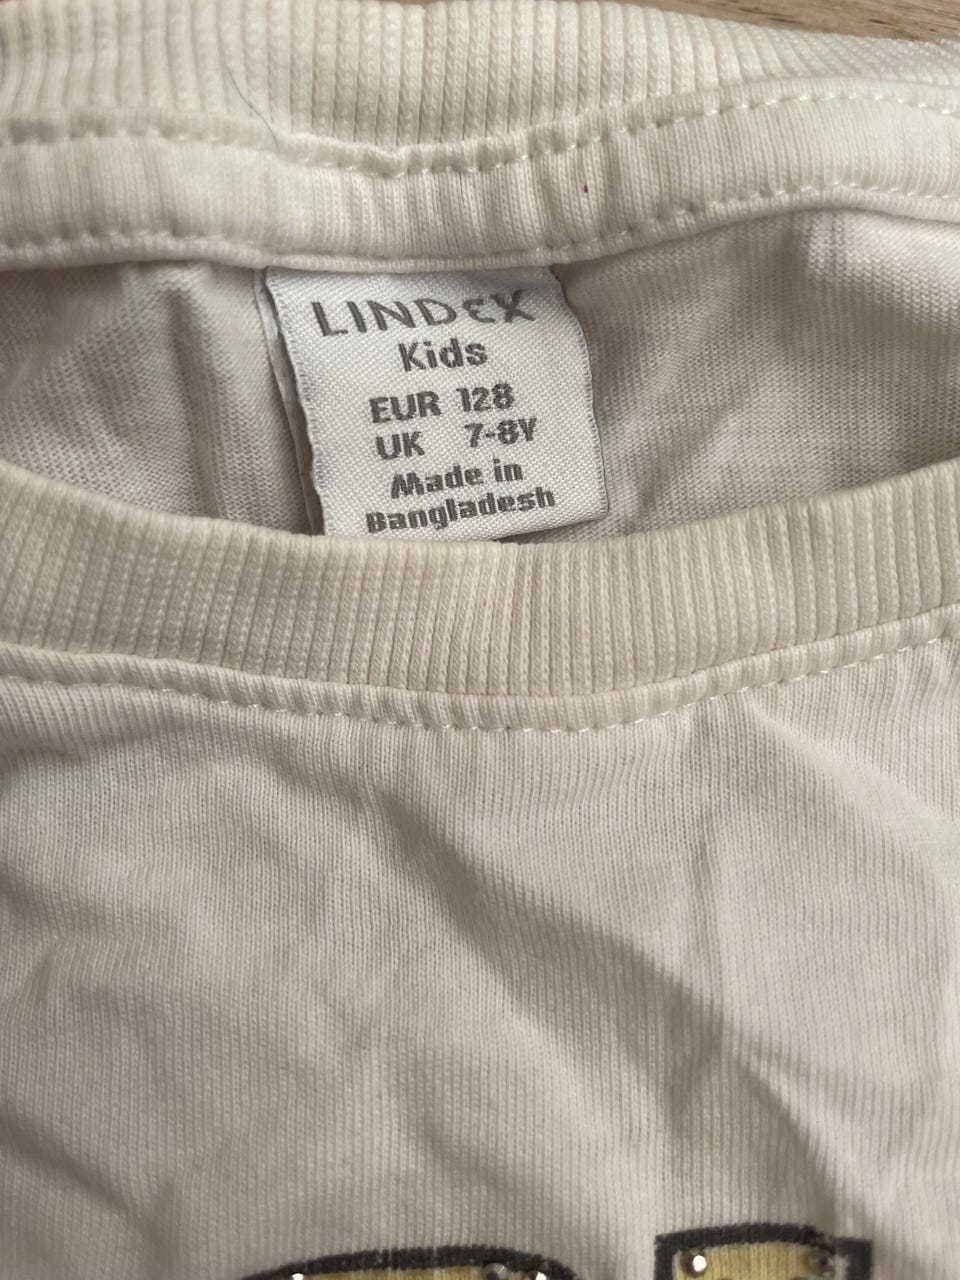 LINDEX
Kids
EUR 128
UK 7-8Y
Made in
Bangladesh